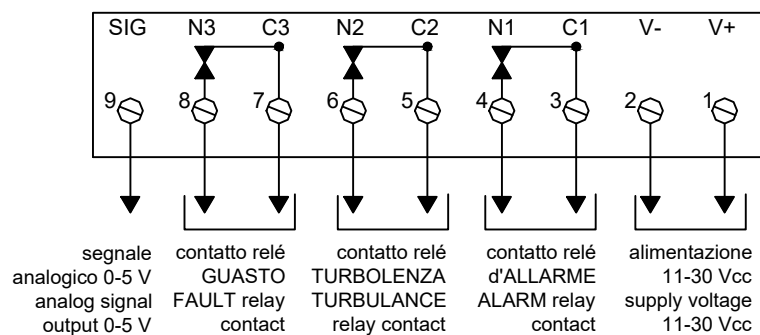 SIG N3 C3 N2 C2 N1 C1 V- V+
9 8 7 6 5 4 3 2 1
segnale contatto relé contatto relé contatto relé alimentazione
analogico 0-5 V GUASTO TURBOLENZA d'ALLARME 11-30 Vcc
analog signal FAULT relay TURBULANCE ALARM relay supply voltage
output 0-5 V contact relay contact contact 11-30 Vcc